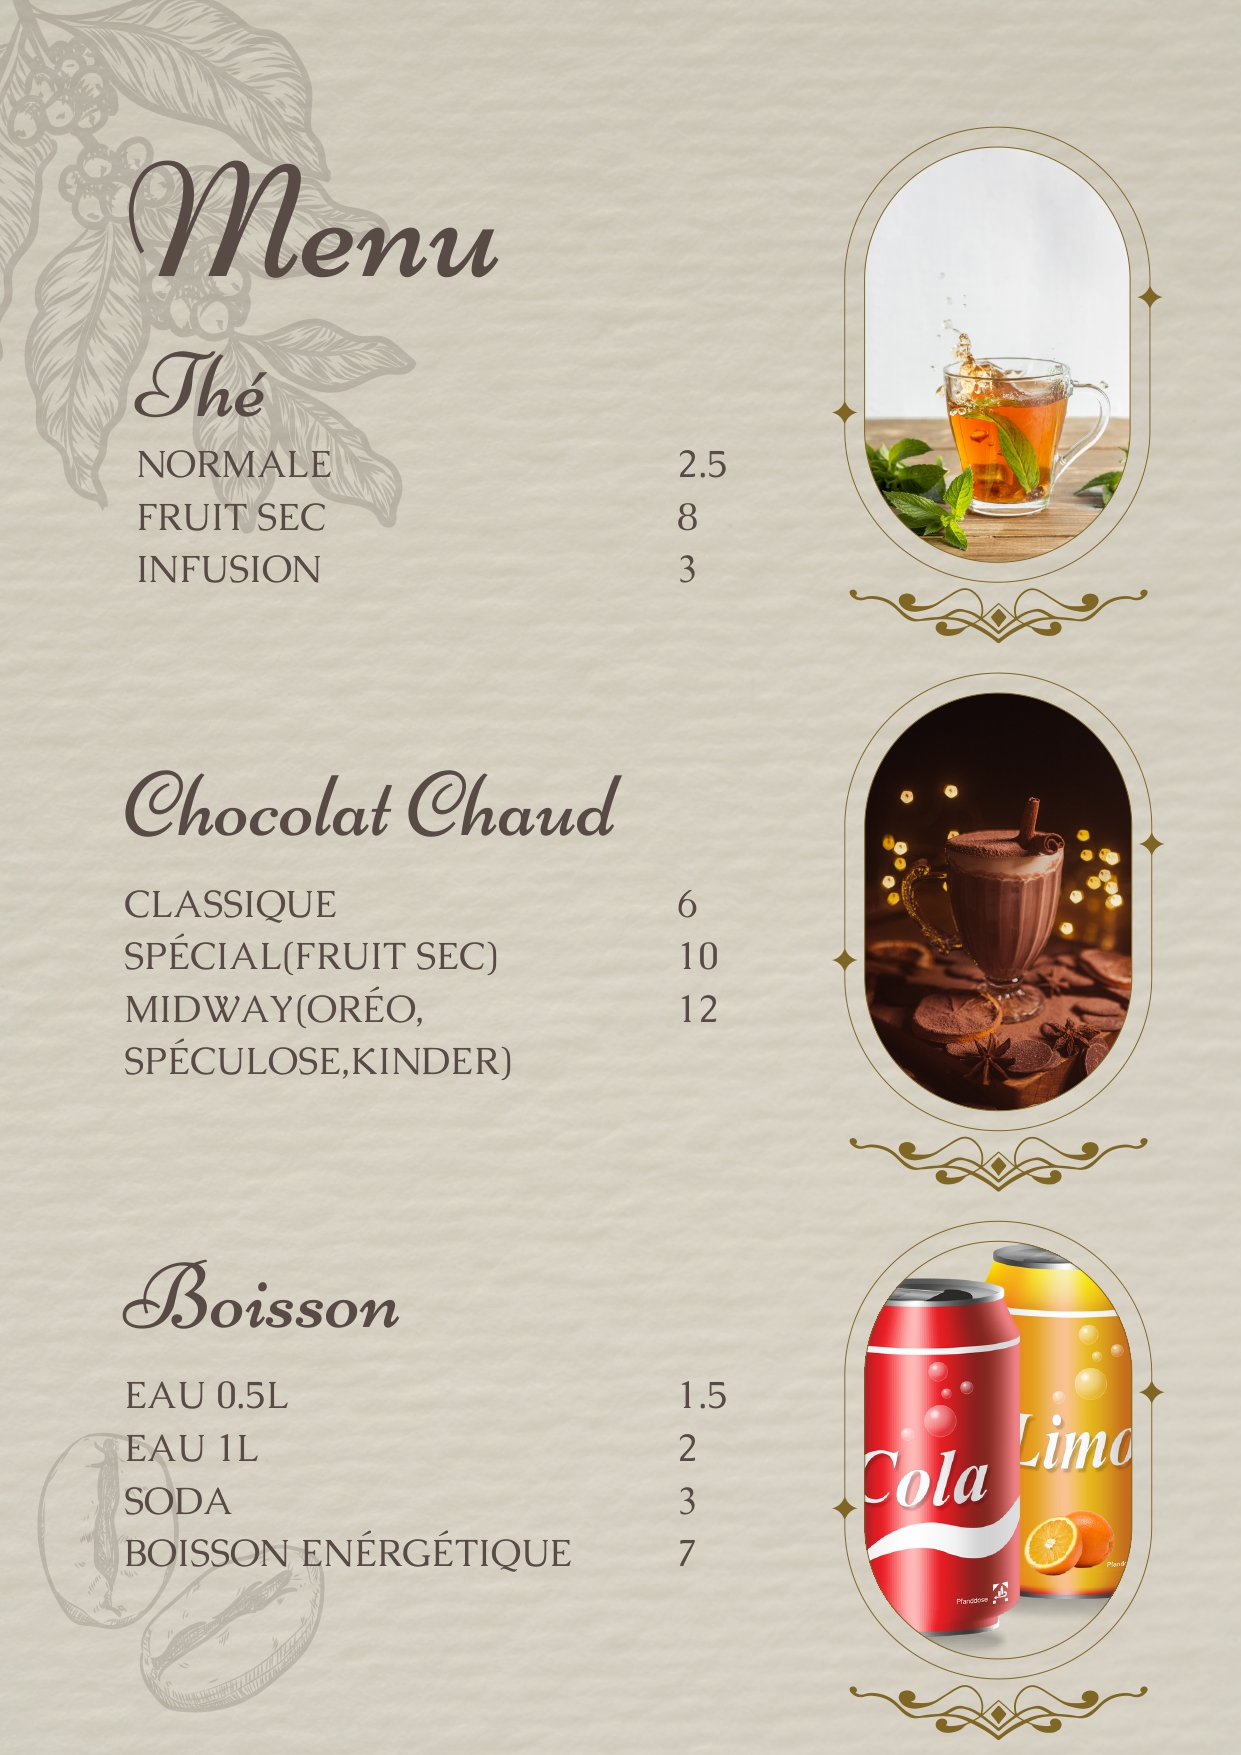 Menu
Thé
NORMALE 2.5
FRUIT SEC 8
INFUSION 3
Chocolat Chaud
CLASSIQUE 6
SPÉCIAL(FRUIT SEC) 10
MIDWAY(ORÉO, 12
SPÉCULOSE,KINDER)
Boisson
EAU 0.5L 1.5
EAU 1L 2
SODA 3
BOISSON ENÉRGÉTIQUE 7
Cola
Limo
Pfanddose
Pfand